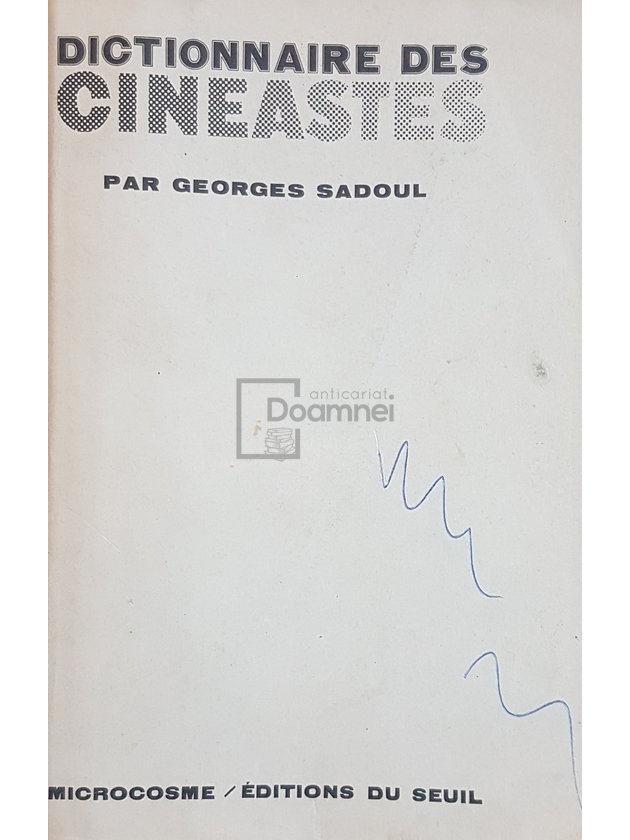 DICTIONNAIRE DES
CINEASTES
PAR GEORGES SADOUL
anticariat
Doamnei
MICROCOSME / ÉDITIONS DU SEUIL